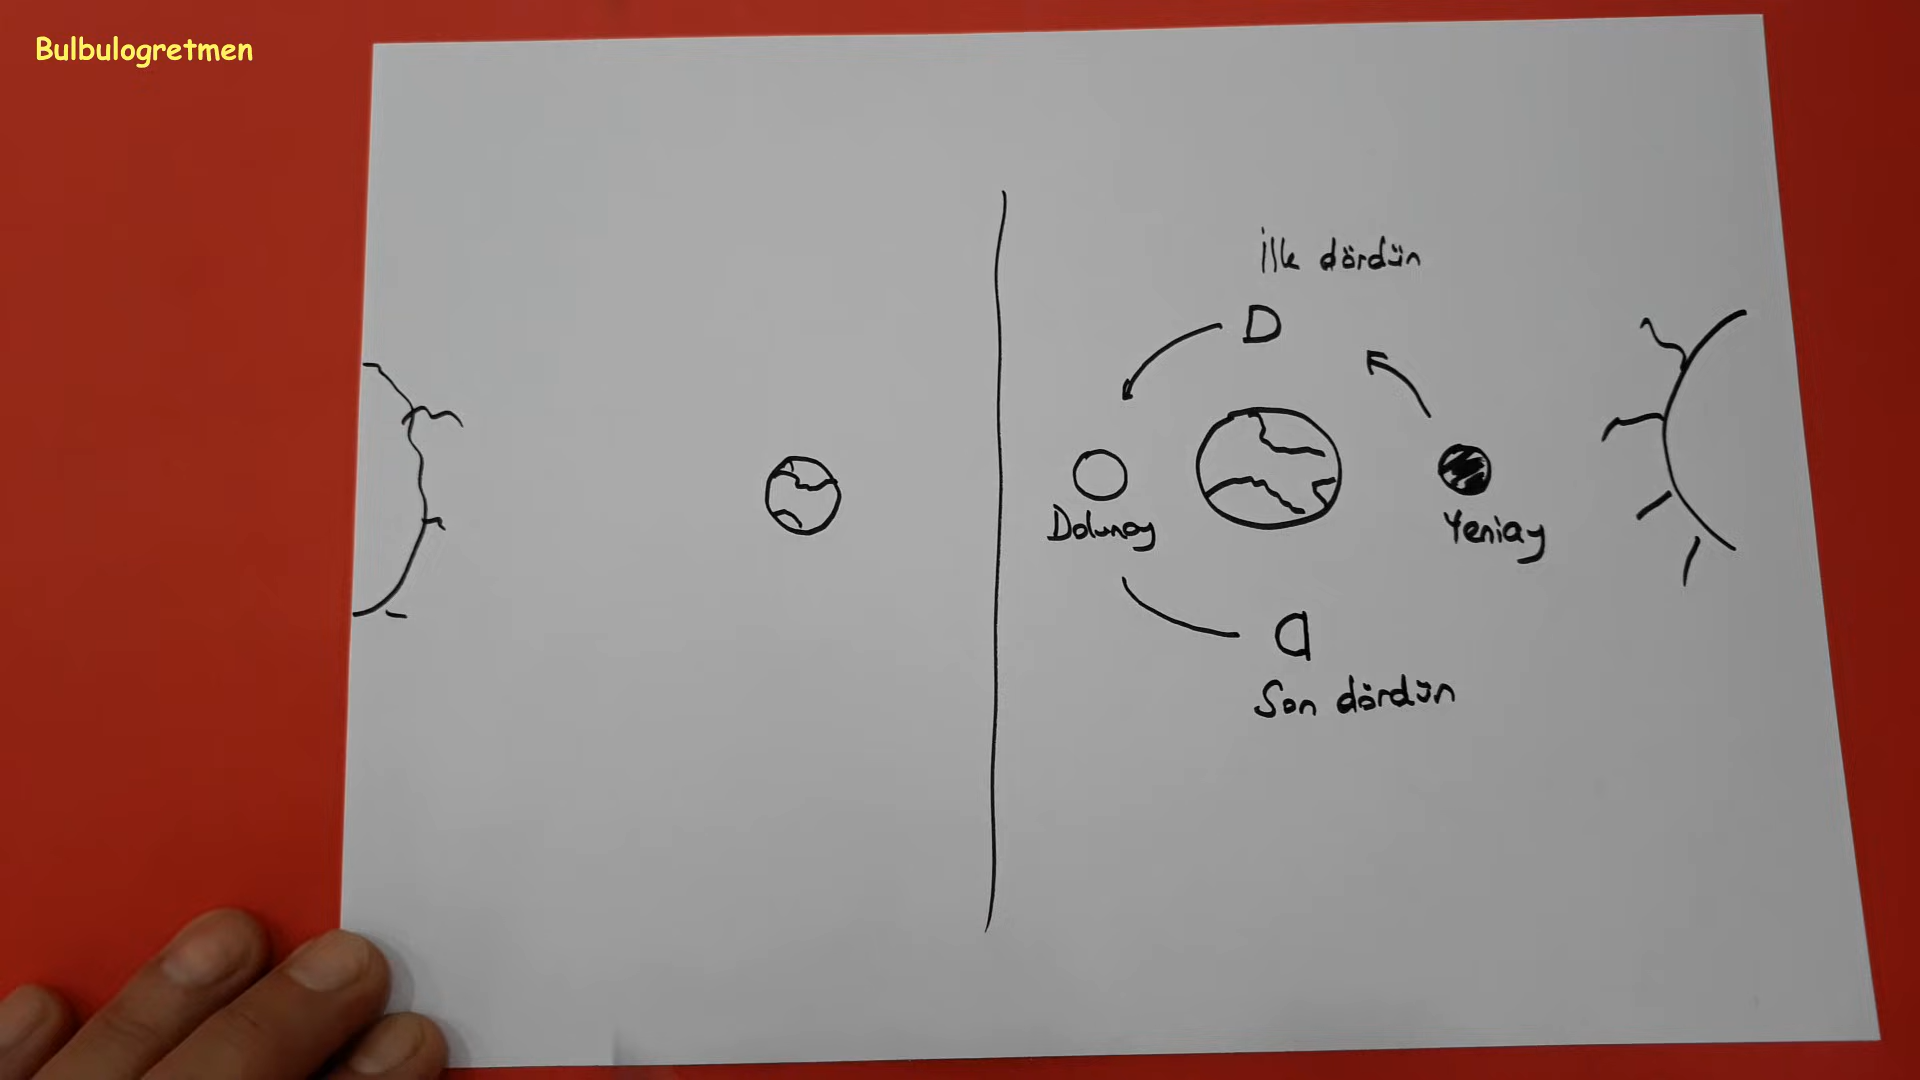 Bulbulogretmen
İlk dördün
Dolunay
Yeniay
Son dördün